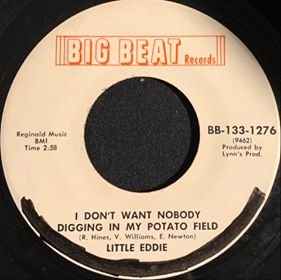 BIG BEAT Records
Reginald Music
BMI
Time 2:58
BB-133-1276
(9462)
Produced by
Lynn's Prod.
I DON'T WANT NOBODY
DIGGING IN MY POTATO FIELD
(R. Hines, V. Williams, E. Newton)
LITTLE EDDIE